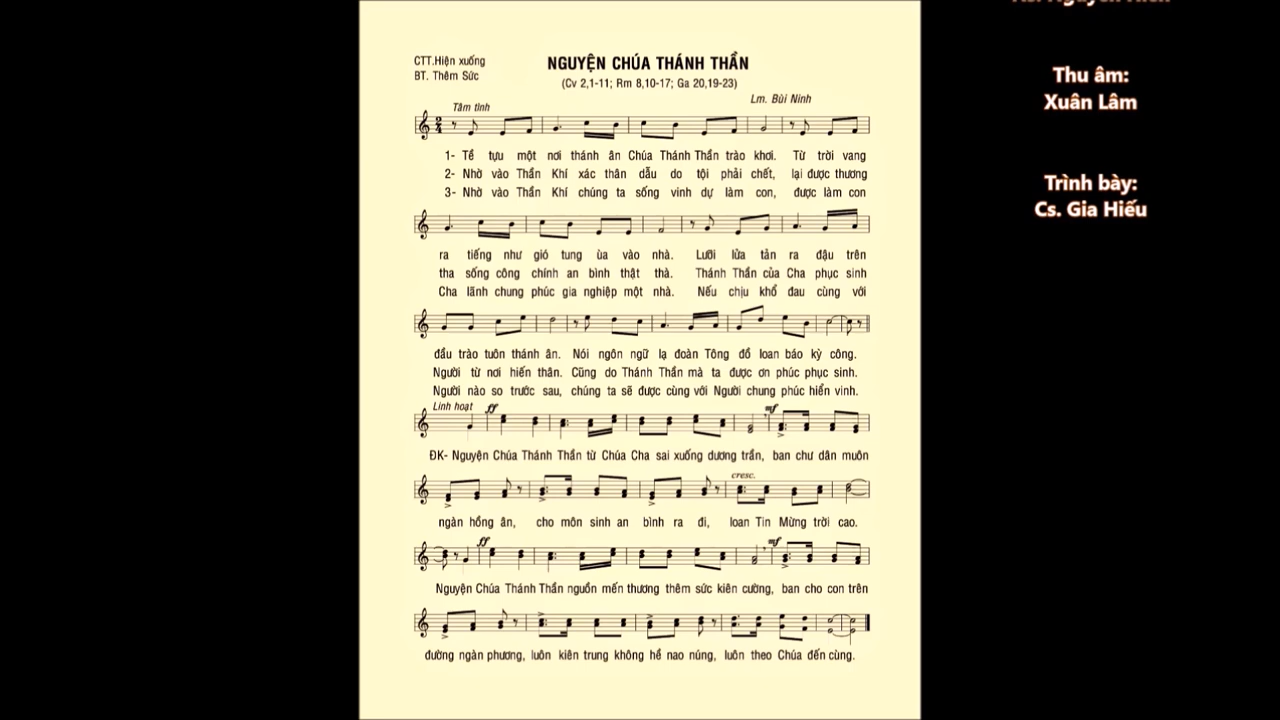 CTT.Hiện xuống
BT. Thêm Sức
NGUYỆN CHÚA THÁNH THẦN
(Cv 2,1-11; Rm 8,10-17; Ga 20,19-23)
Lm. Bùi Ninh
Tâm tình
1- Tề tựu một nơi thánh ân Chúa Thánh Thần trào khơi. Từ trời vang
2- Nhờ vào Thần Khí xác thân dẫu do tội phải chết, lại được thương
3- Nhờ vào Thần Khí chúng ta sống vinh dự làm con, được làm con
ra tiếng như gió tung ùa vào nhà. Lưỡi lửa tản ra đậu trên
tha sống công chính an bình thật thà. Thánh Thần của Cha phục sinh
Cha lãnh chung phúc gia nghiệp một nhà. Nếu chịu khổ đau cùng với
đầu trào tuôn thánh ân. Nói ngôn ngữ lạ đoàn Tông đồ loan báo kỳ công.
Người từ nơi hiến thân. Cũng do Thánh Thần mà ta được ơn phúc phục sinh.
Người nào so trước sau, chúng ta sẽ được cùng với Người chung phúc hiển vinh.
Linh hoạt
ff
mf
ĐK- Nguyện Chúa Thánh Thần từ Chúa Cha sai xuống dương trần, ban chư dân muôn
cresc.
ngàn hồng ân, cho môn sinh an bình ra đi, loan Tin Mừng trời cao.
ff
mf
Nguyện Chúa Thánh Thần nguồn mến thương thêm sức kiên cường, ban cho con trên
đường ngàn phương, luôn kiên trung không hề nao núng, luôn theo Chúa đến cùng.
Thu âm:
Xuân Lâm
Trình bày:
Cs. Gia Hiếu